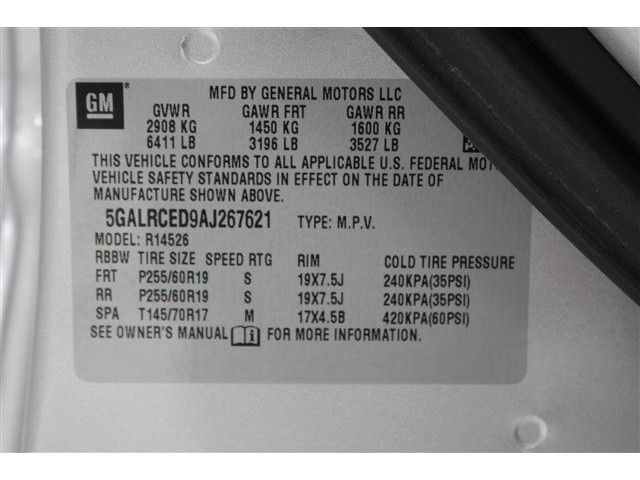 GM ®
MFD BY GENERAL MOTORS LLC
GVWR GAWR FRT GAWR RR
2908 KG 1450 KG 1600 KG
6411 LB 3196 LB 3527 LB
THIS VEHICLE CONFORMS TO ALL APPLICABLE U.S. FEDERAL MOT
VEHICLE SAFETY STANDARDS IN EFFECT ON THE DATE OF
MANUFACTURE SHOWN ABOVE.
5GALRCED9AJ267621 TYPE: M.P.V.
MODEL: R14526
RBBW TIRE SIZE SPEED RTG RIM COLD TIRE PRESSURE
FRT P255/60R19 S 19X7.5J 240KPA(35PSI)
RR P255/60R19 S 19X7.5J 240KPA(35PSI)
SPA T145/70R17 M 17X4.5B 420KPA(60PSI)
SEE OWNER'S MANUAL FOR MORE INFORMATION.